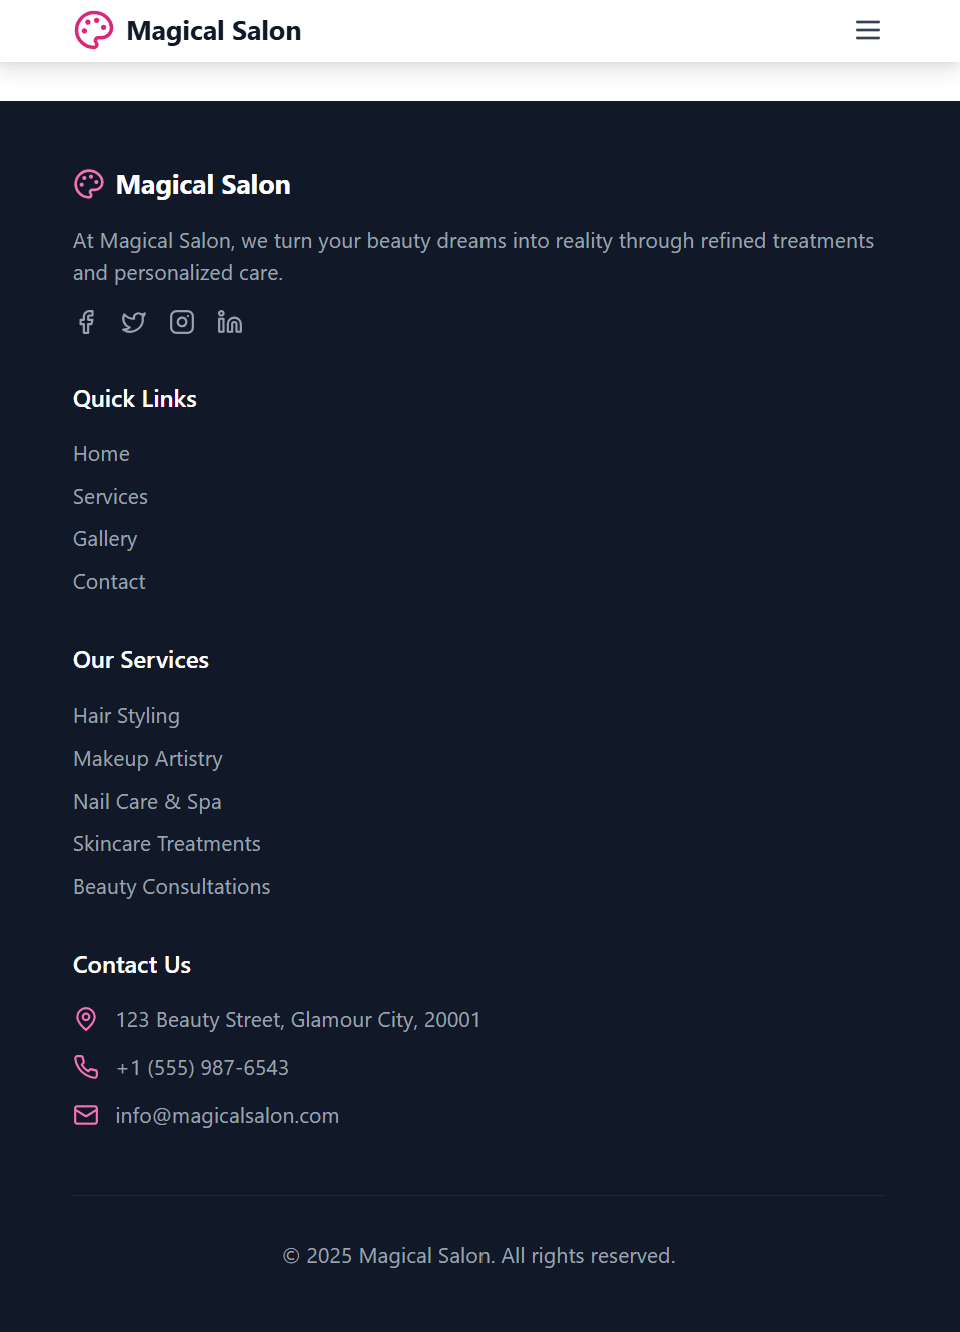 Magical Salon
Magical Salon
At Magical Salon, we turn your beauty dreams into reality through refined treatments
and personalized care.
Quick Links
Home
Services
Gallery
Contact
Our Services
Hair Styling
Makeup Artistry
Nail Care & Spa
Skincare Treatments
Beauty Consultations
Contact Us
123 Beauty Street, Glamour City, 20001
+1 (555) 987-6543
info@magicalsalon.com
© 2025 Magical Salon. All rights reserved.